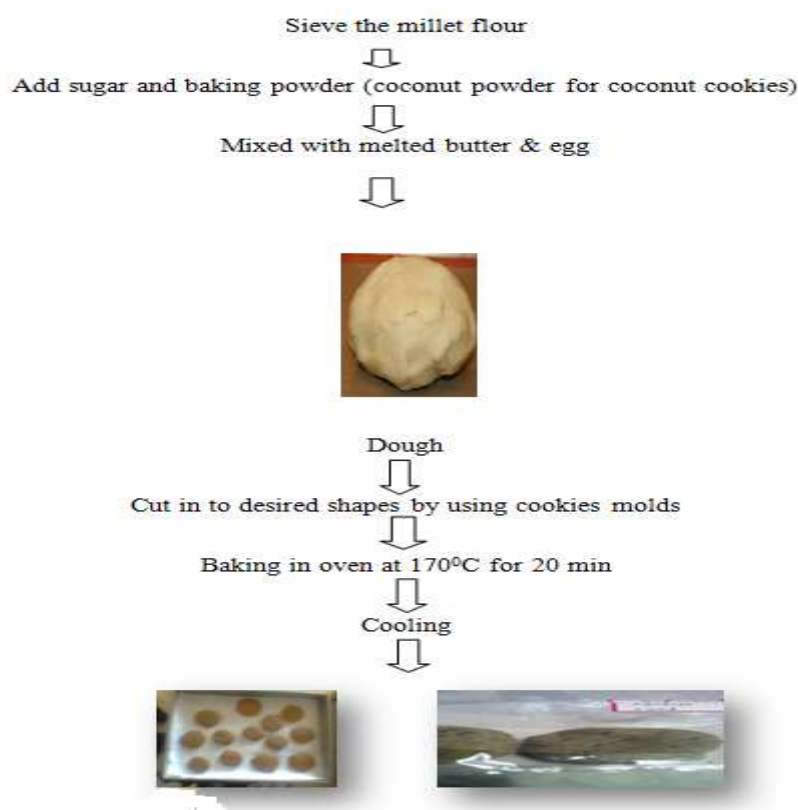 Sieve the millet flour
Add sugar and baking powder (coconut powder for coconut cookies)
Mixed with melted butter & egg
Dough
Cut in to desired shapes by using cookies molds
Baking in oven at 170⁰C for 20 min
Cooling